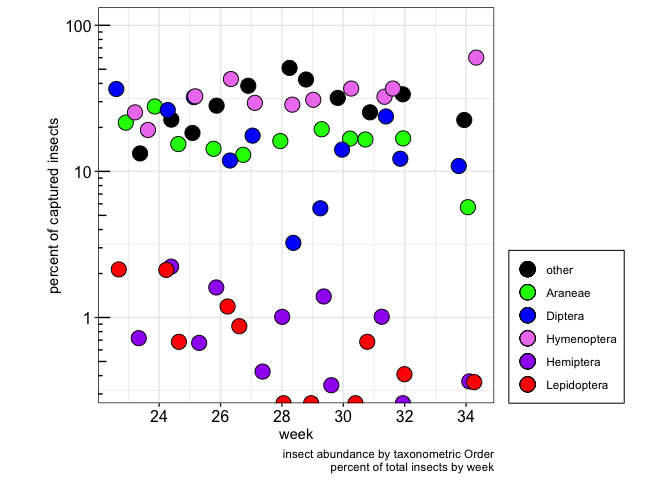 100
10
1
percent of captured insects
24 26 28 30 32 34
week
other
Araneae
Diptera
Hymenoptera
Hemiptera
Lepidoptera
insect abundance by taxonometric Order
percent of total insects by week